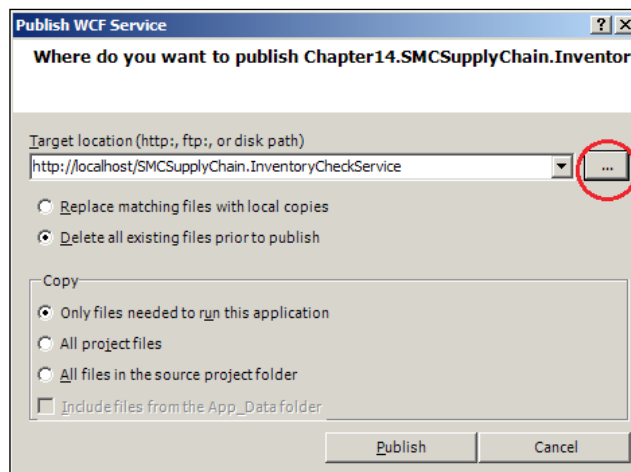 Publish WCF Service
Where do you want to publish Chapter14.SMCSupplyChain.Inventor
Target location (http:, ftp:, or disk path)
http://localhost/SMCSupplyChain.InventoryCheckService
...
Replace matching files with local copies
Delete all existing files prior to publish
Copy
Only files needed to run this application
All project files
All files in the source project folder
Include files from the App_Data folder
Publish Cancel